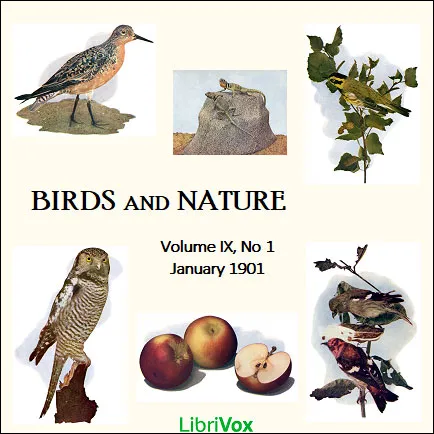 BIRDS AND NATURE
Volume IX, No 1
January 1901
LibriVox